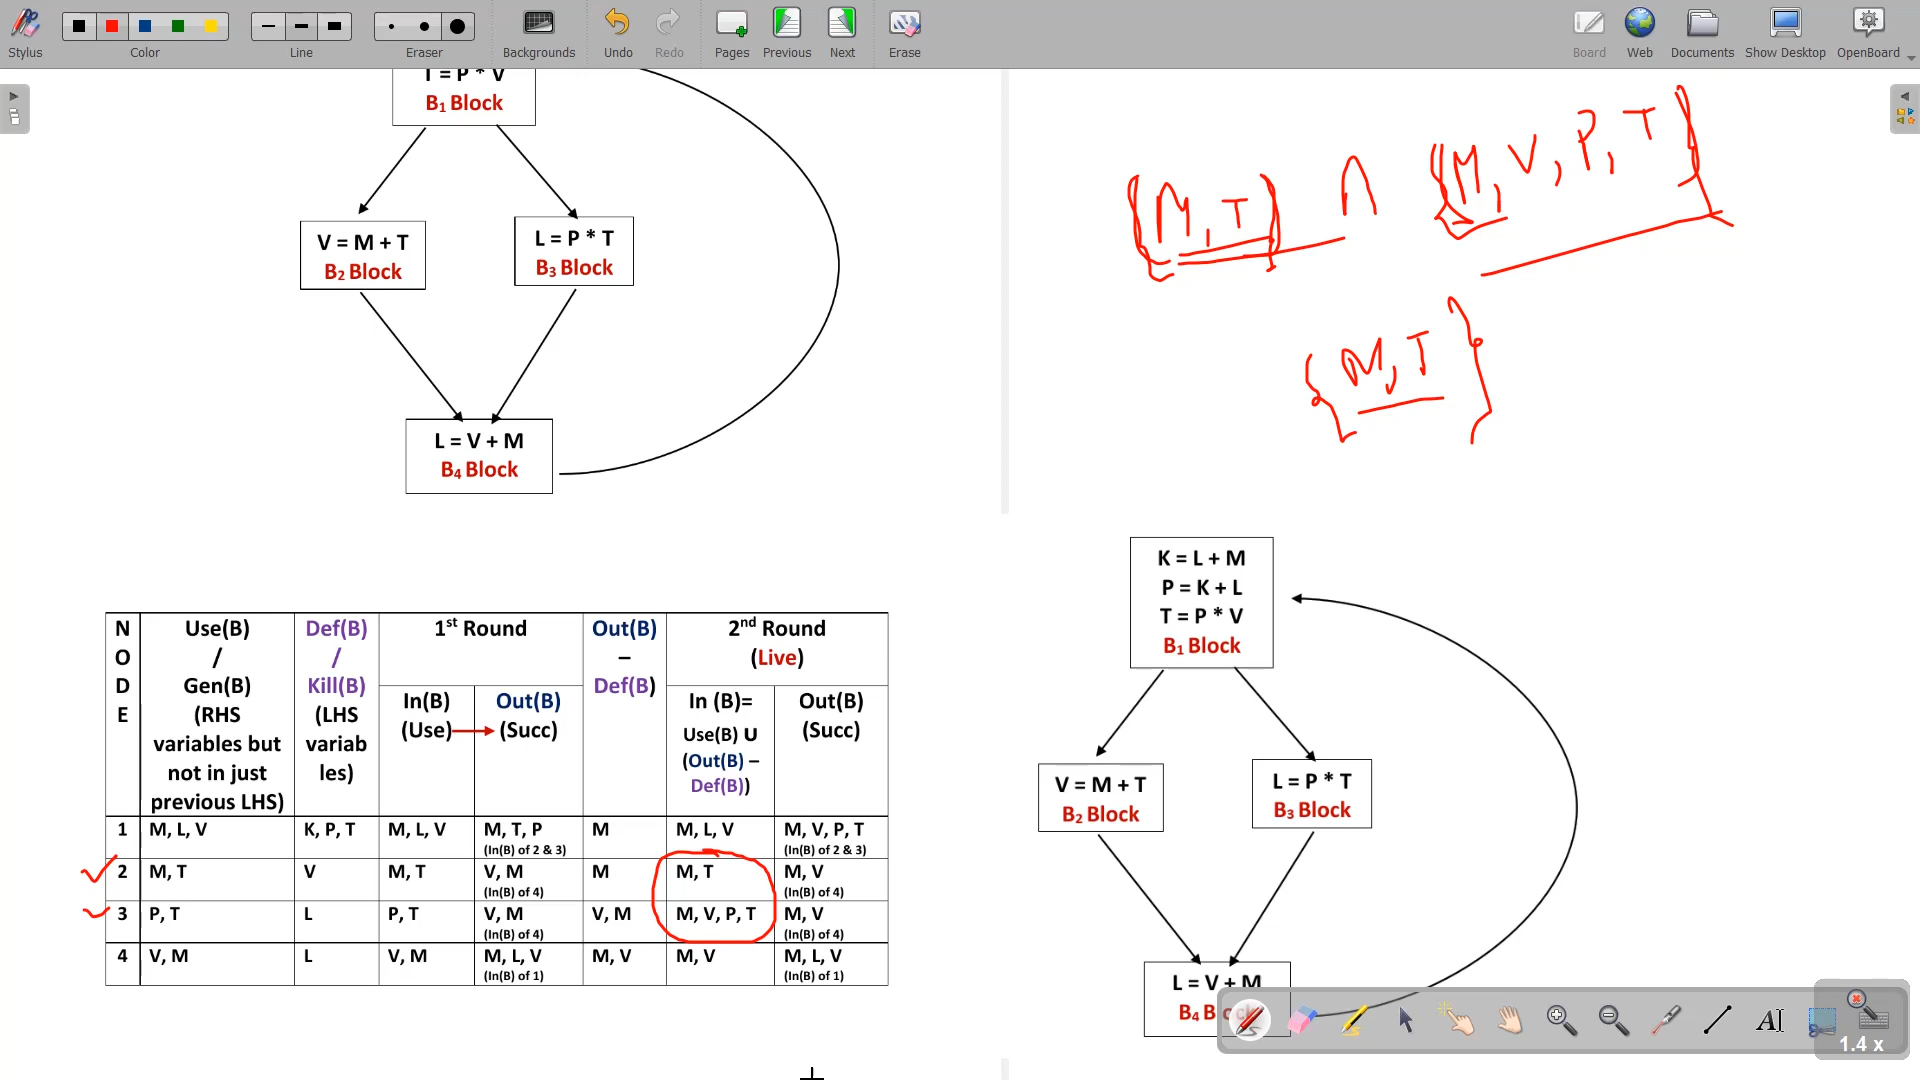 Stylus
Color
Line
Eraser
Backgrounds
Undo
Redo
Pages
Previous
Next
Erase
Board
Web
Documents
Show Desktop
OpenBoard
T = P * V
B1 Block
V = M + T
B2 Block
L = P * T
B3 Block
L = V + M
B4 Block
{M, T} ∩ {M, V, P, T}
{M, T}
K = L + M
P = K + L
T = P * V
B1 Block
V = M + T
B2 Block
L = P * T
B3 Block
L = V + M
B4 Block
N
O
D
E
Use(B)
/
Gen(B)
(RHS
variables but
not in just
previous LHS)
Def(B)
/
Kill(B)
(LHS
variab
les)
1st Round
Out(B)
–
Def(B)
2nd Round
(Live)
In(B)
(Use)
Out(B)
(Succ)
In (B)=
Use(B) U
(Out(B) –
Def(B))
Out(B)
(Succ)
1 M, L, V K, P, T M, L, V M, T, P M M, L, V M, V, P, T
(In(B) of 2 & 3) (In(B) of 2 & 3)
2 M, T V M, T V, M M M, T M, V
(In(B) of 4) (In(B) of 4)
3 P, T L P, T V, M V, M M, V, P, T M, V
(In(B) of 4) (In(B) of 4)
4 V, M L V, M M, L, V M, V M, V M, L, V
(In(B) of 1) (In(B) of 1)
1.4 x